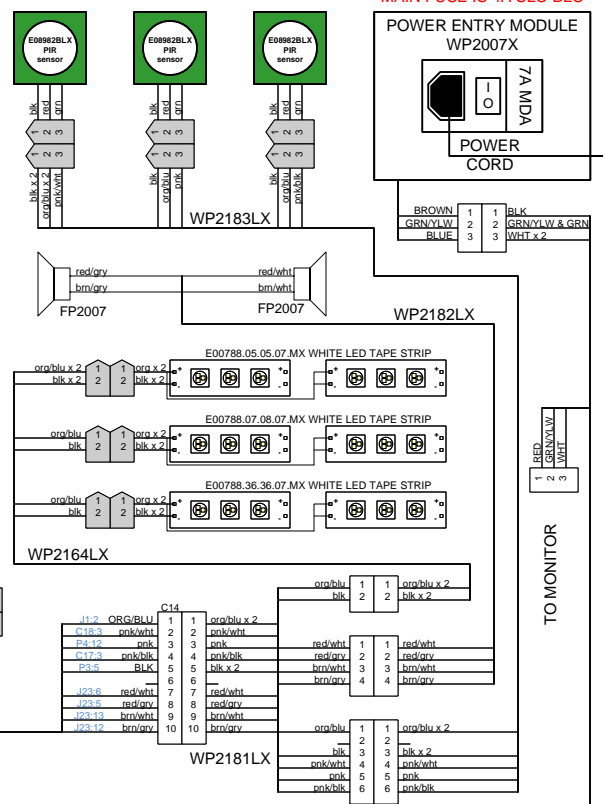 POWER ENTRY MODULE
WP2007X
7A MDA
I
O
POWER
CORD
E08982BLX
PIR
sensor
E08982BLX
PIR
sensor
E08982BLX
PIR
sensor
blk red grn
blk red grn
blk red grn
1 2 3
1 2 3
1 2 3
1 2 3
1 2 3
1 2 3
blk x 2 org/blu x 2 pnk/wht
blk org/blu pnk
blk org/blu pnk/blk
WP2183LX
BROWN 1 1 BLK
GRN/YLW 2 2 GRN/YLW & GRN
BLUE 3 3 WHT x 2
red/gry red/wht
brn/gry brn/wht
FP2007 FP2007
WP2182LX
E00788.05.05.07.MX WHITE LED TAPE STRIP
org/blu x 2 1 1 org x 2
blk x 2 2 2 blk x 2
E00788.07.08.07.MX WHITE LED TAPE STRIP
org/blu 1 1 org x 2
blk 2 2 blk x 2
E00788.36.36.07.MX WHITE LED TAPE STRIP
org/blu 1 1 org x 2
blk 2 2 blk x 2
WP2164LX
RED GRN/YLW WHT
1 2 3
TO MONITOR
org/blu 1 1 org/blu x 2
blk 2 2 blk x 2
C14
J1:2 ORG/BLU 1 1 org/blu x 2
C18:3 pnk/wht 2 2 pnk/wht
P4:12 pnk 3 3 pnk
C17:3 pnk/blk 4 4 pnk/blk
P3:5 BLK 5 5 blk x 2
6 6
J23:6 red/wht 7 7 red/wht
J23:5 red/gry 8 8 red/gry
J23:13 brn/wht 9 9 brn/wht
J23:12 brn/gry 10 10 brn/gry
WP2181LX
red/wht 1 1 red/wht
red/gry 2 2 red/gry
brn/wht 3 3 brn/wht
brn/gry 4 4 brn/gry
org/blu 1 1 org/blu x 2
2 2
blk 3 3 blk x 2
pnk/wht 4 4 pnk/wht
pnk 5 5 pnk
pnk/blk 6 6 pnk/blk